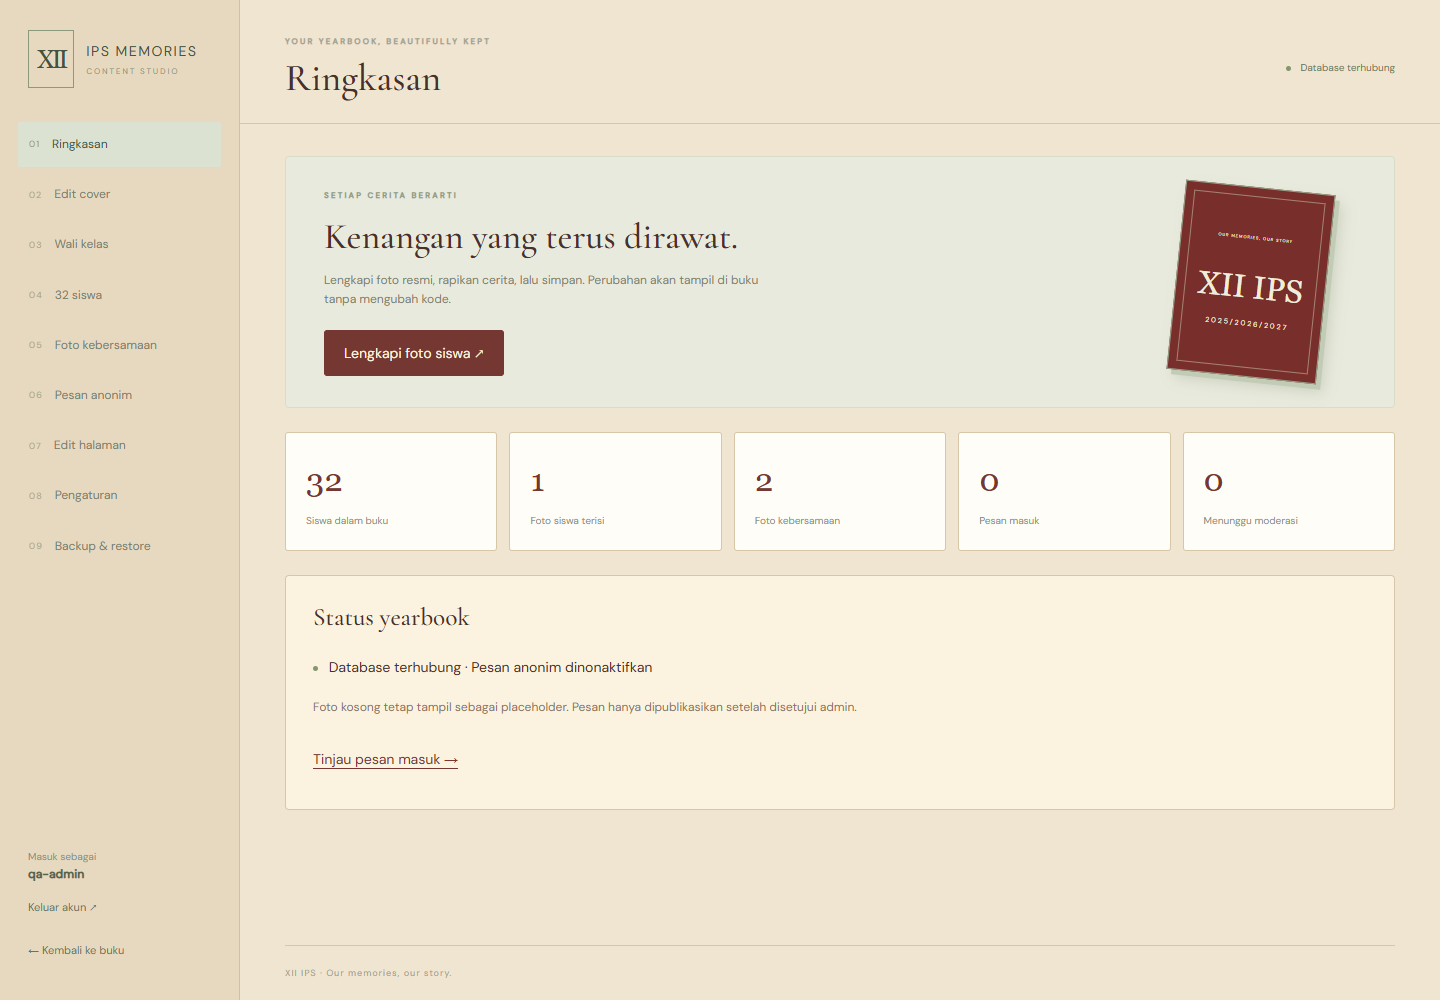 XII
IPS MEMORIES
CONTENT STUDIO
01 Ringkasan
02 Edit cover
03 Wali kelas
04 32 siswa
05 Foto kebersamaan
06 Pesan anonim
07 Edit halaman
08 Pengaturan
09 Backup & restore
Masuk sebagai
qa-admin
Keluar akun ↗
← Kembali ke buku
YOUR YEARBOOK, BEAUTIFULLY KEPT
Ringkasan
Database terhubung
SETIAP CERITA BERARTI
Kenangan yang terus dirawat.
Lengkapi foto resmi, rapikan cerita, lalu simpan. Perubahan akan tampil di buku
tanpa mengubah kode.
Lengkapi foto siswa ↗
OUR MEMORIES, OUR STORY
XII IPS
2025/2026/2027
32
Siswa dalam buku
1
Foto siswa terisi
2
Foto kebersamaan
0
Pesan masuk
0
Menunggu moderasi
Status yearbook
Database terhubung · Pesan anonim dinonaktifkan
Foto kosong tetap tampil sebagai placeholder. Pesan hanya dipublikasikan setelah disetujui admin.
Tinjau pesan masuk →
XII IPS · Our memories, our story.